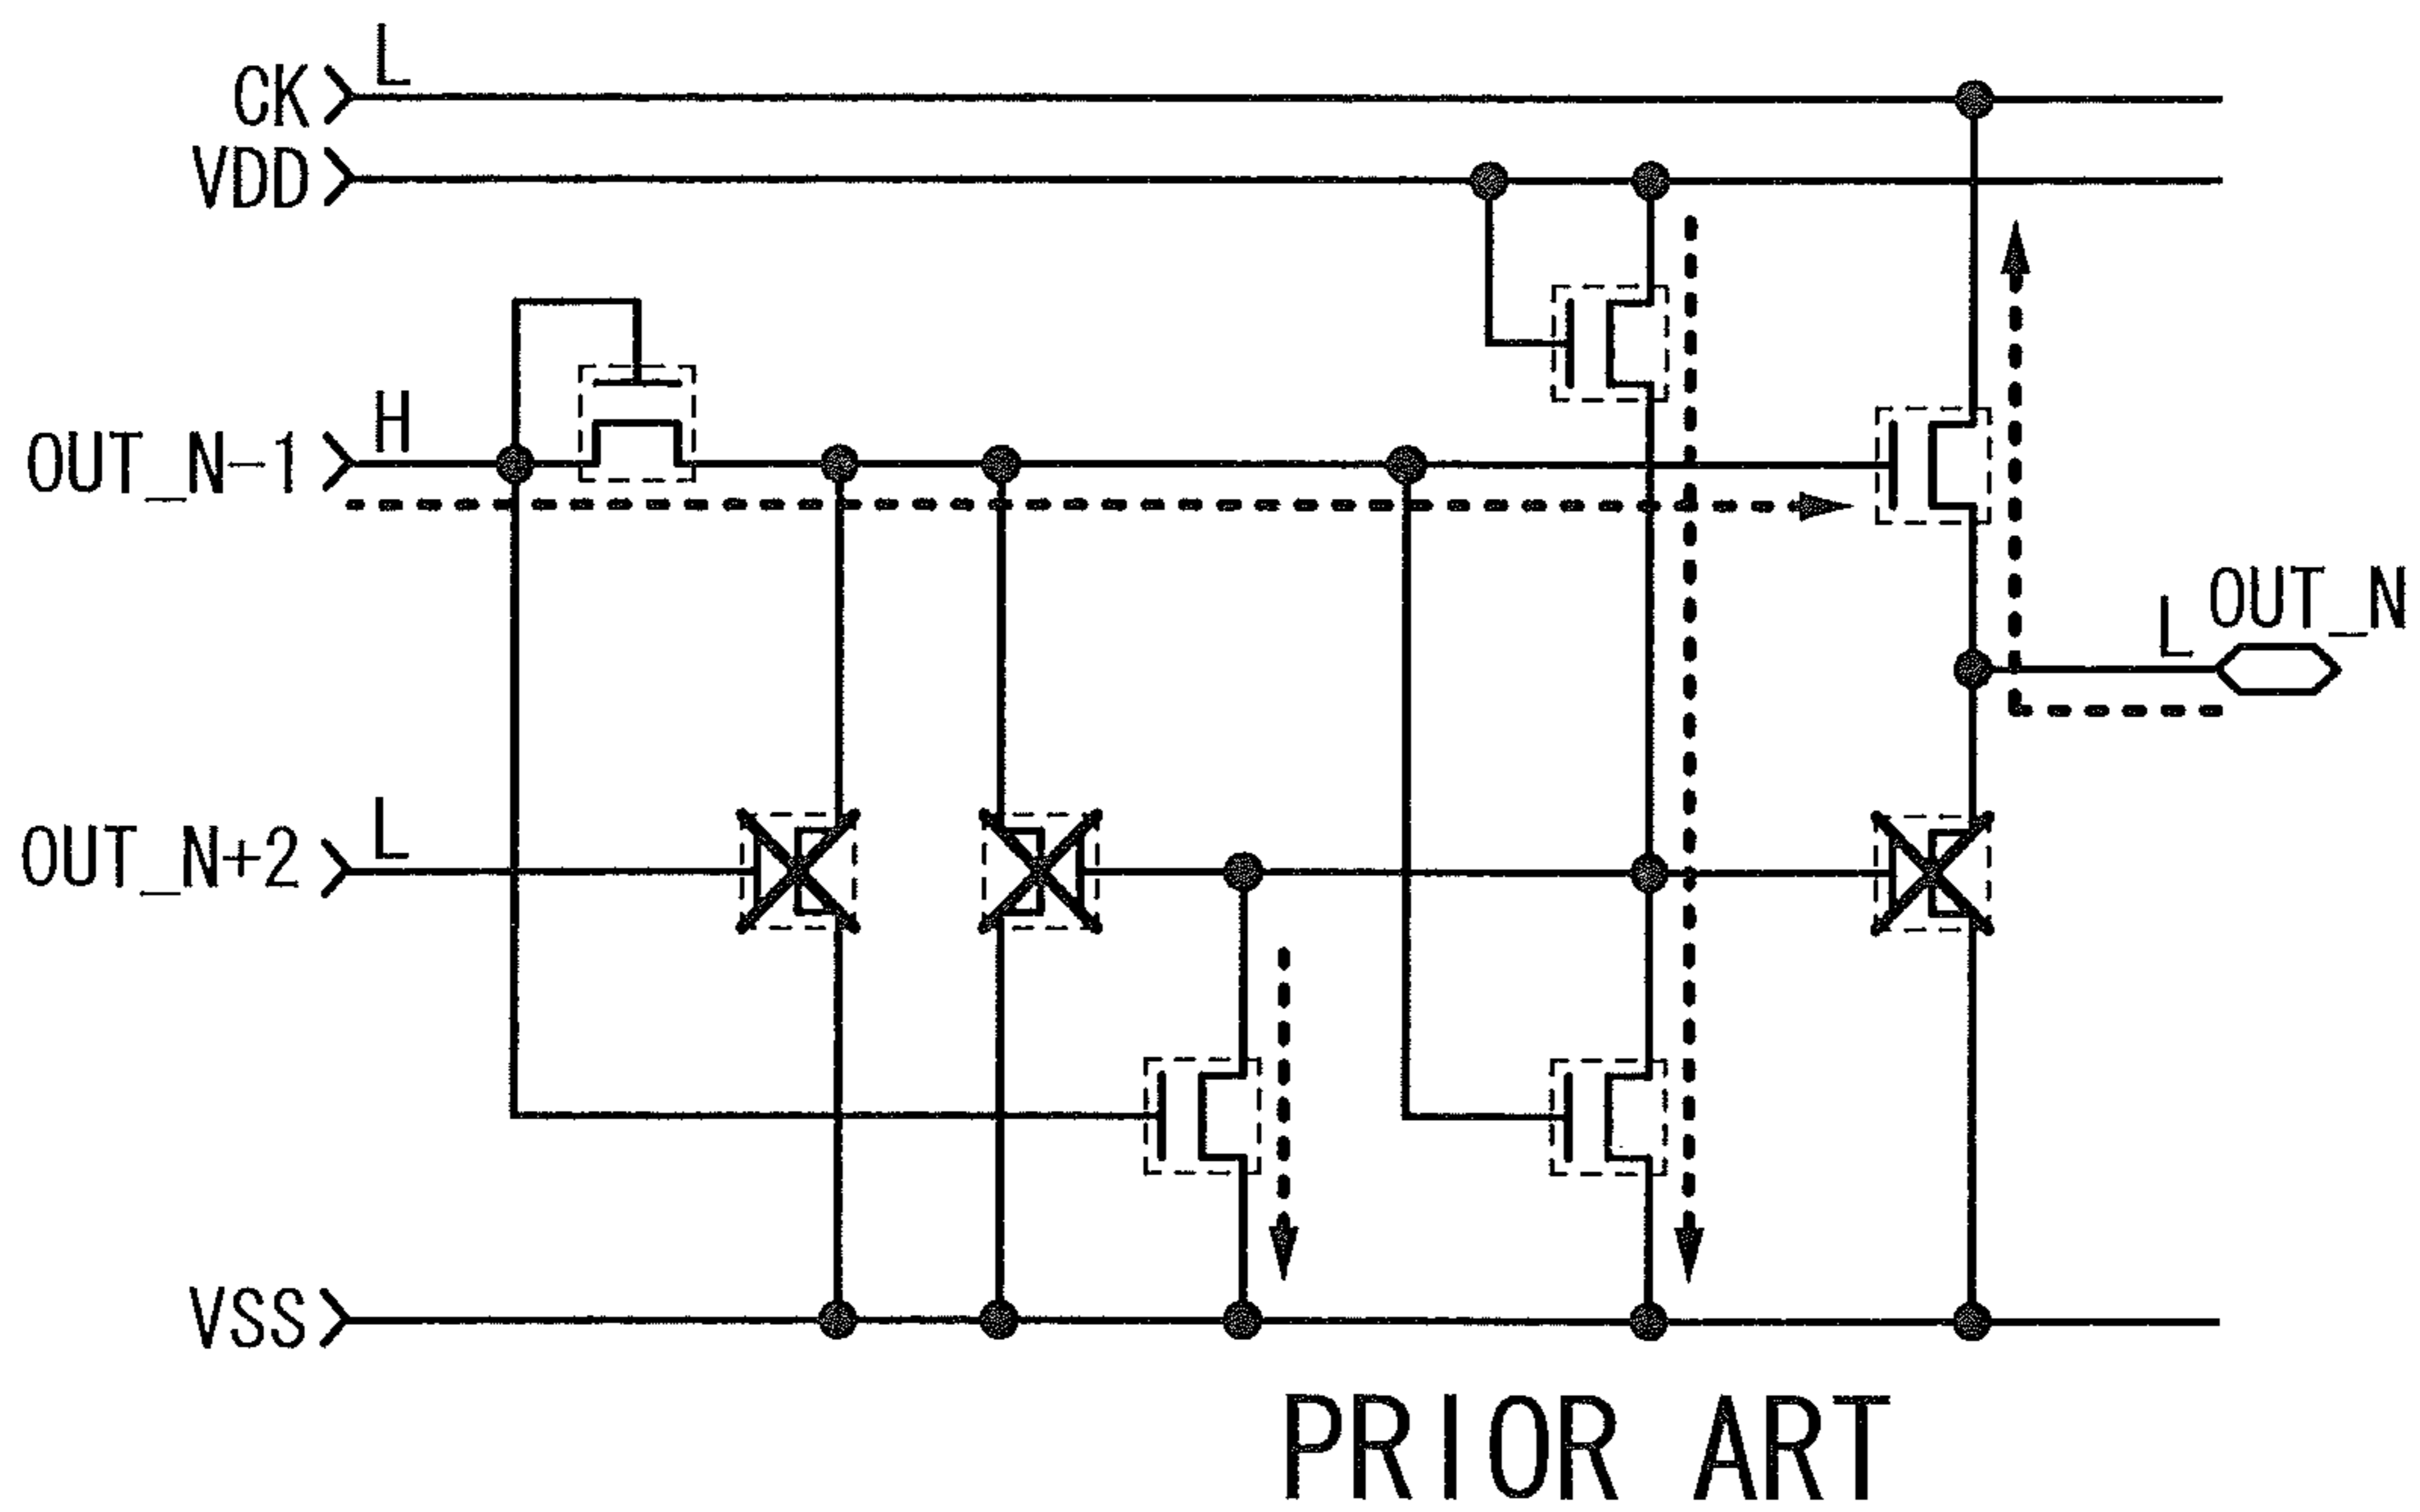 L
CK
VDD
H
OUT_N-1
OUT_N
L
L
OUT_N+2
VSS
PRIOR ART